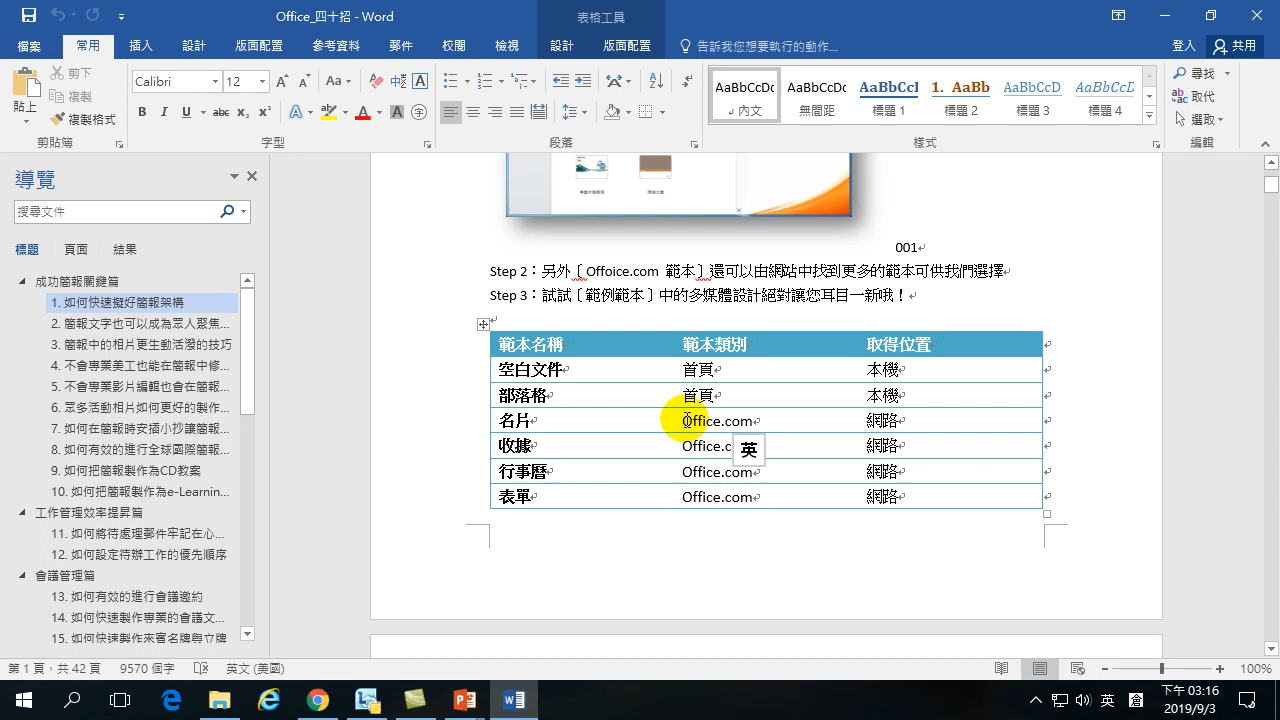 Office_四十招 - Word
表格工具
檔案 常用 插入 設計 版面配置 參考資料 郵件 校閱 檢視 設計 版面配置 告訴我您想要執行的動作... 登入 共用
貼上
剪下
複製
複製格式
Calibri 12
AaBbCcDc AaBbCcDc AaBbCcI 1. AaBb AaBbCcD AaBbCcD
內文 無間距 標題 1 標題 2 標題 3 標題 4
尋找
取代
選取
剪貼簿 字型 段落 樣式 編輯
導覽
搜尋文件
標題 頁面 結果
成功簡報關鍵篇
1. 如何快速擬好簡報架構
2. 簡報文字也可以成為眾人聚焦...
3. 簡報中的相片更生動活潑的技巧
4. 不會專業美工也能在簡報中修...
5. 不會專業影片編輯也會在簡報...
6. 眾多活動相片如何更好的製作...
7. 如何在簡報時安插小抄讓簡報...
8. 如何有效的進行全球國際簡報...
9. 如何把簡報製作為CD教案
10. 如何把簡報製作為e-Learnin...
工作管理效率提昇篇
11. 如何將待處理郵件牢記在心...
12. 如何設定待辦工作的優先順序
會議管理篇
13. 如何有效的進行會議邀約
14. 如何快速製作專業的會議文...
15. 如何快速製作來賓名牌與立牌
001
Step 2：另外〔Offoice.com 範本〕還可以由網站中找到更多的範本可供我們選擇
Step 3：試試〔範例範本〕中的多媒體設計絕對讓您耳目一新哦！
範本名稱 範本類別 取得位置
空白文件 首頁 本機
部落格 首頁 本機
名片 Office.com 網路
收據 Office.c 網路
英
行事曆 Office.com 網路
表單 Office.com 網路
第 1 頁，共 42 頁 9570 個字 英文 (美國) 100%
英 下午 03:16
2019/9/3